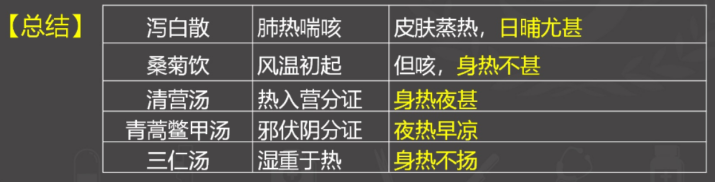 【总结】
泻白散 肺热喘咳 皮肤蒸热，日晡尤甚
桑菊饮 风温初起 但咳，身热不甚
清营汤 热入营分证 身热夜甚
青蒿鳖甲汤 邪伏阴分证 夜热早凉
三仁汤 湿重于热 身热不扬